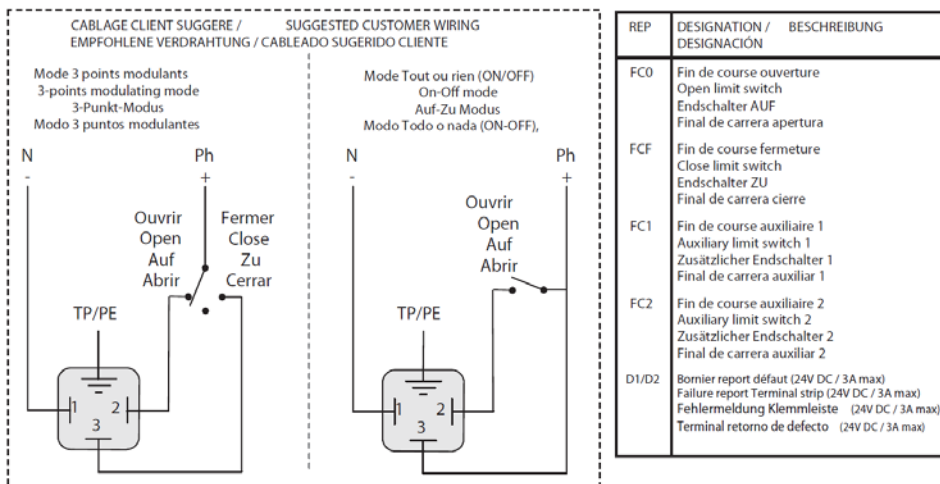 CABLAGE CLIENT SUGGERE / SUGGESTED CUSTOMER WIRING
EMPFOHLENE VERDRAHTUNG / CABLEADO SUGERIDO CLIENTE
Mode 3 points modulants
3-points modulating mode
3-Punkt-Modus
Modo 3 puntos modulantes
N
-
Ph
+
Ouvrir
Open
Auf
Abrir
Fermer
Close
Zu
Cerrar
TP/PE
1
2
3
Mode Tout ou rien (ON/OFF)
On-Off mode
Auf-Zu Modus
Modo Todo o nada (ON-OFF),
N
-
Ph
+
Ouvrir
Open
Auf
Abrir
TP/PE
1
2
3
REP
DESIGNATION / BESCHREIBUNG
DESIGNACIÓN
FC0
Fin de course ouverture
Open limit switch
Endschalter AUF
Final de carrera apertura
FCF
Fin de course fermeture
Close limit switch
Endschalter ZU
Final de carrera cierre
FC1
Fin de course auxiliaire 1
Auxiliary limit switch 1
Zusätzlicher Endschalter 1
Final de carrera auxiliar 1
FC2
Fin de course auxiliaire 2
Auxiliary limit switch 2
Zusätzlicher Endschalter 2
Final de carrera auxiliar 2
D1/D2
Bornier report défaut (24V DC / 3A max)
Failure report Terminal strip (24V DC / 3A max)
Fehlermeldung Klemmleiste (24V DC / 3A max)
Terminal retorno de defecto (24V DC / 3A max)